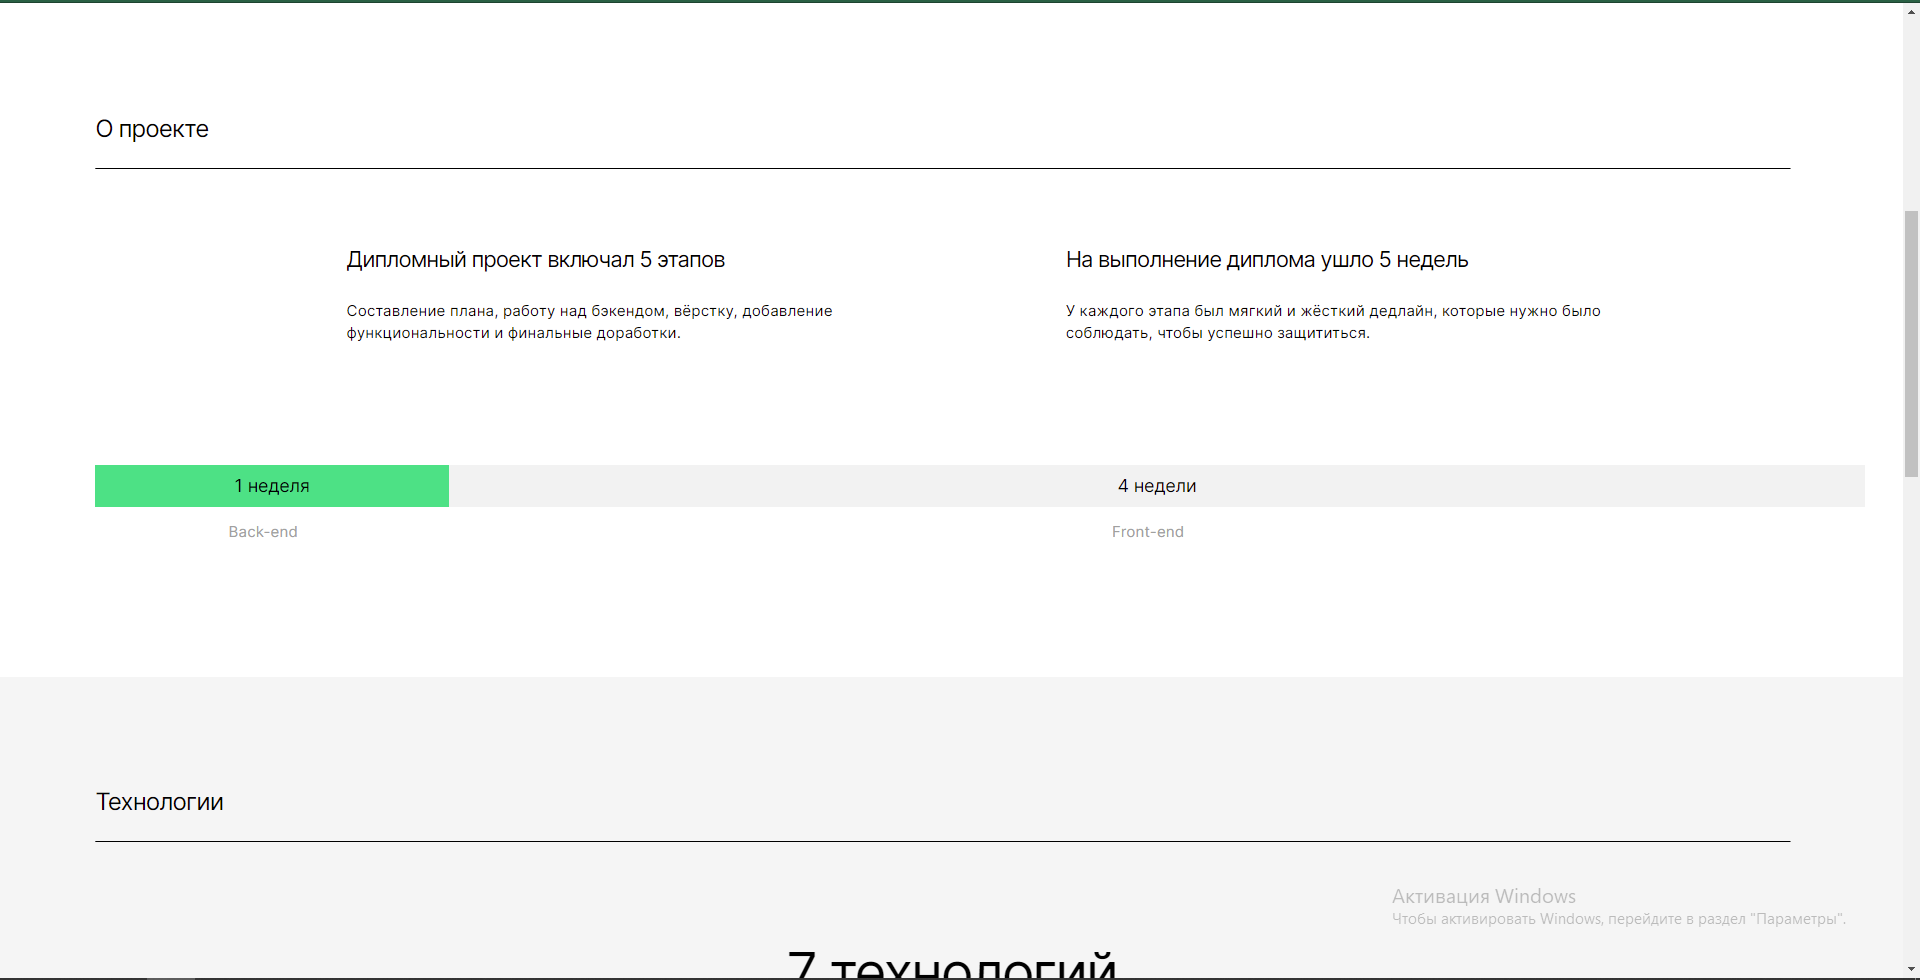 О проекте
Дипломный проект включал 5 этапов
Составление плана, работу над бэкендом, вёрстку, добавление
функциональности и финальные доработки.
На выполнение диплома ушло 5 недель
У каждого этапа был мягкий и жёсткий дедлайн, которые нужно было
соблюдать, чтобы успешно защититься.
1 неделя
4 недели
Back-end
Front-end
Технологии
Активация Windows
Чтобы активировать Windows, перейдите в раздел "Параметры".
7 технологий